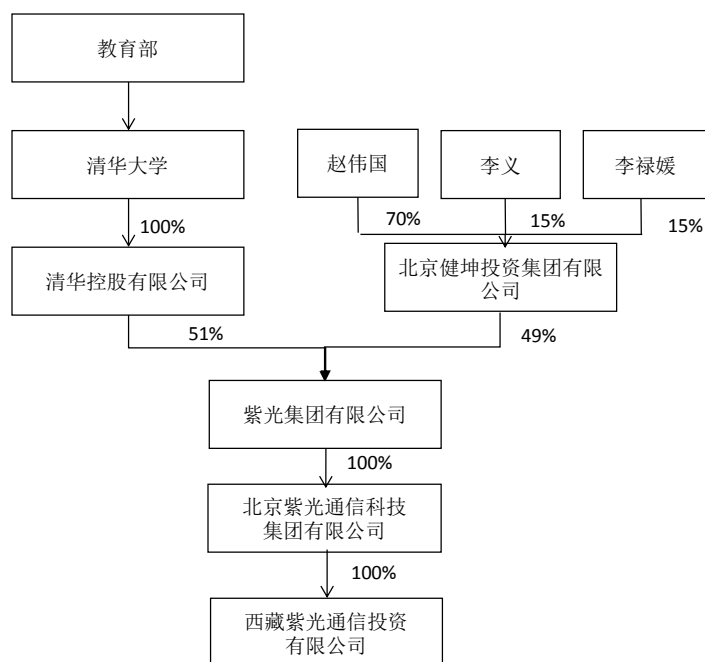 教育部
清华大学
赵伟国
李义
李禄媛
100%
70%
15%
15%
清华控股有限公司
北京健坤投资集团有限
公司
51%
49%
紫光集团有限公司
100%
北京紫光通信科技
集团有限公司
100%
西藏紫光通信投资
有限公司